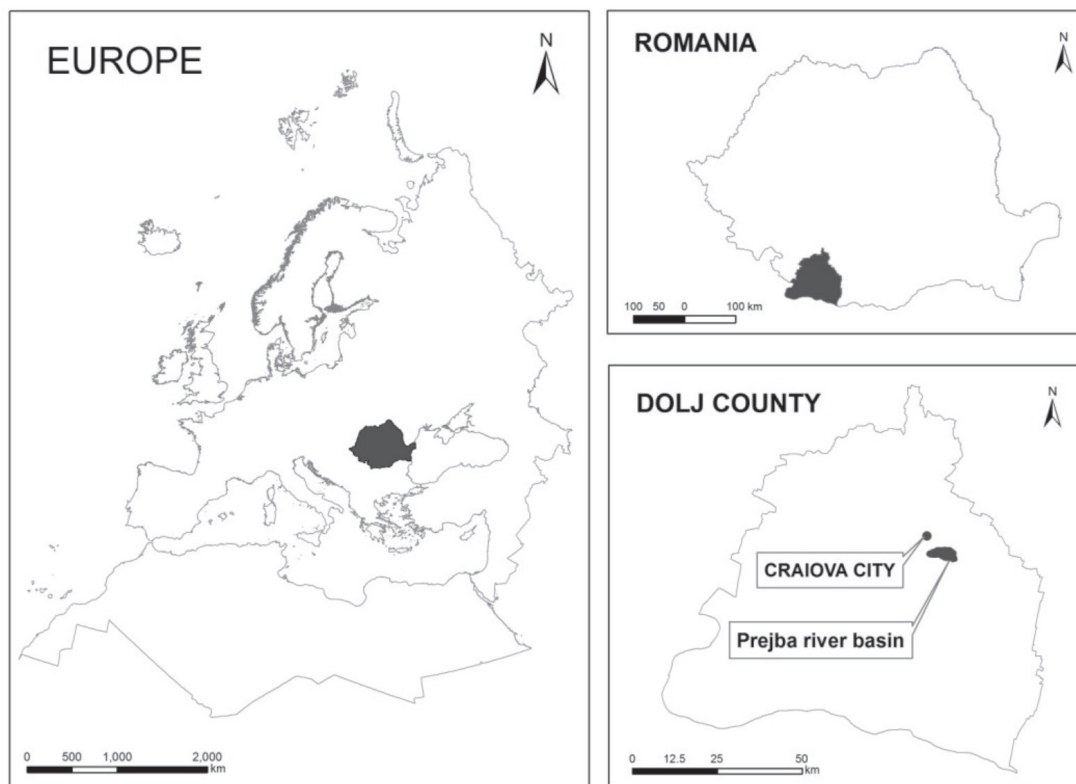 EUROPE
N
0 500 1,000 2,000
km
ROMANIA
N
100 50 0 100 km
DOLJ COUNTY
N
CRAIOVA CITY
Prejba river basin
0 12.5 25 50
km